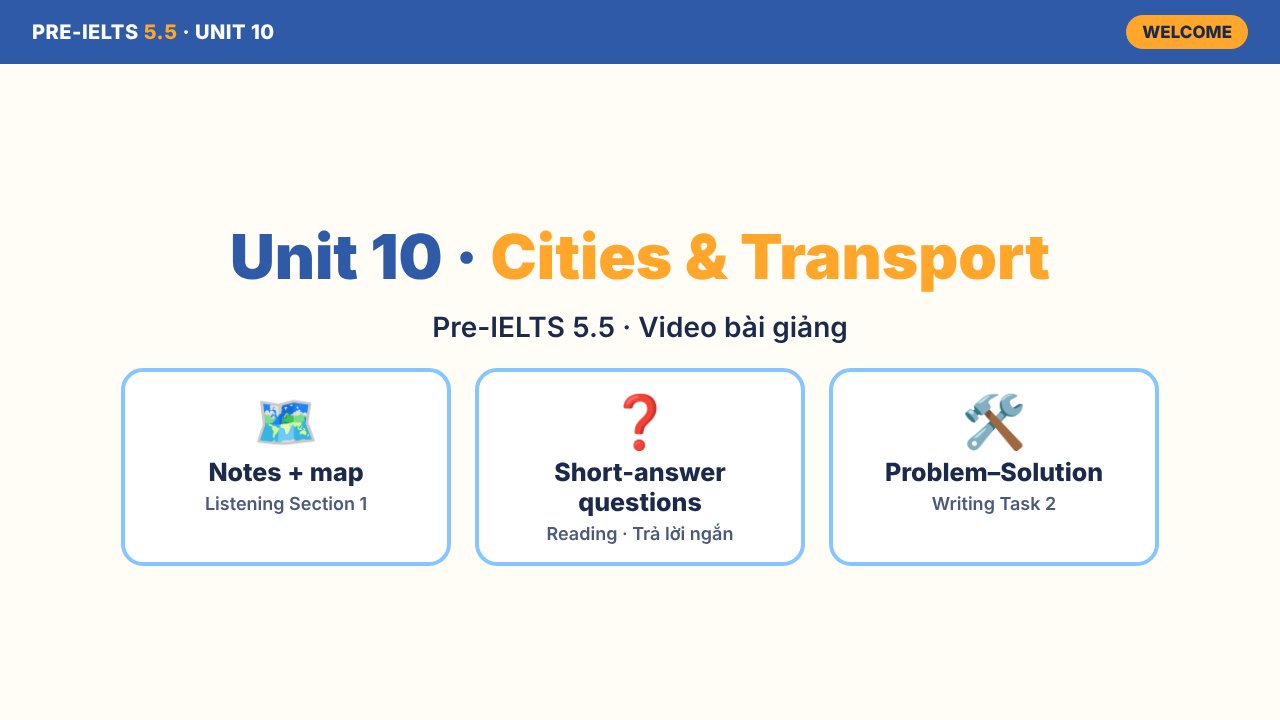 PRE-IELTS 5.5 · UNIT 10
WELCOME
Unit 10 · Cities & Transport
Pre-IELTS 5.5 · Video bài giảng
Notes + map
Listening Section 1
Short-answer
questions
Reading · Trả lời ngắn
Problem–Solution
Writing Task 2